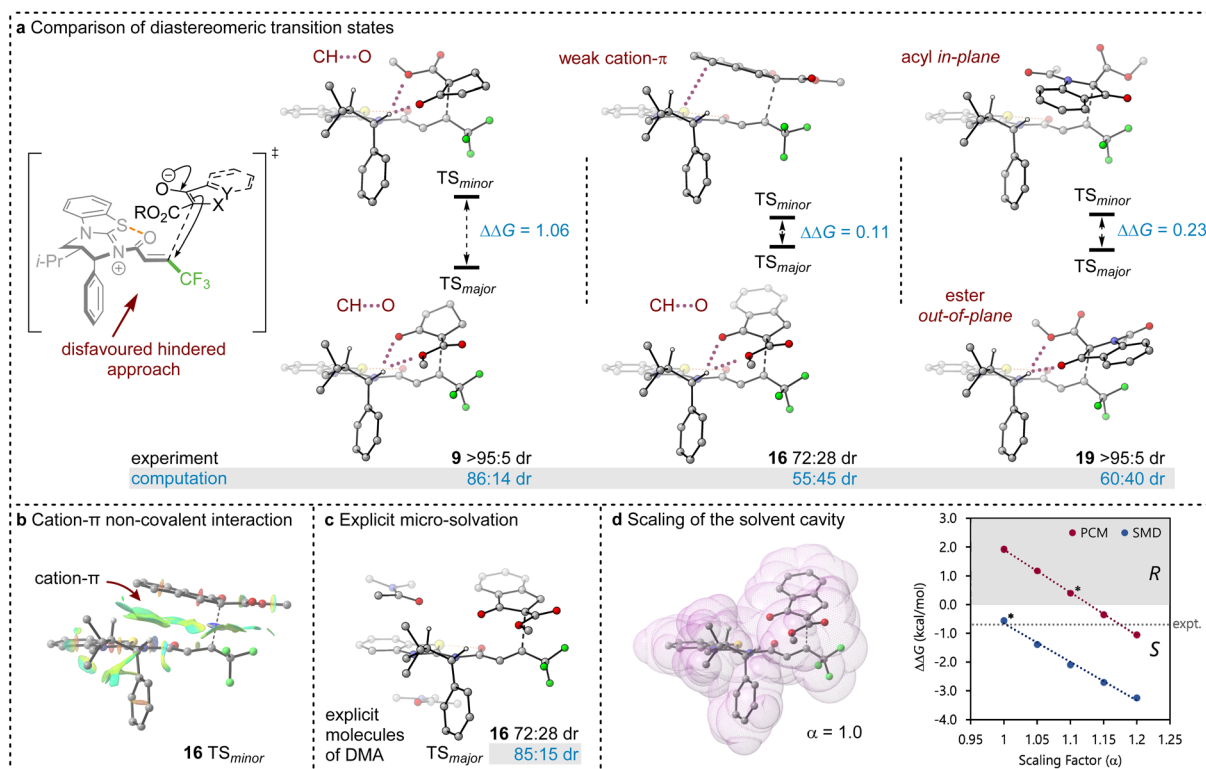 a Comparison of diastereomeric transition states
CH O
weak cation-π
acyl in-plane
‡
O
⊖
RO₂C
Y
X
S
O
N
N
⊕
i-Pr
CF₃
disfavoured hindered
approach
TSminor
ΔΔG = 1.06
TSmajor
TSminor
ΔΔG = 0.11
TSmajor
TSminor
ΔΔG = 0.23
TSmajor
CH O
CH O
ester
out-of-plane
experiment 9 >95:5 dr 16 72:28 dr 19 >95:5 dr
computation 86:14 dr 55:45 dr 60:40 dr
b Cation-π non-covalent interaction
cation-π
16 TSminor
c Explicit micro-solvation
explicit
molecules
of DMA
TSmajor
16 72:28 dr
85:15 dr
d Scaling of the solvent cavity
α = 1.0
ΔΔG (kcal/mol)
3.0
2.0
1.0
0.0
-1.0
-2.0
-3.0
-4.0
PCM SMD
R
*
*
expt.
S
0.95 1 1.05 1.1 1.15 1.2 1.25
Scaling Factor (α)